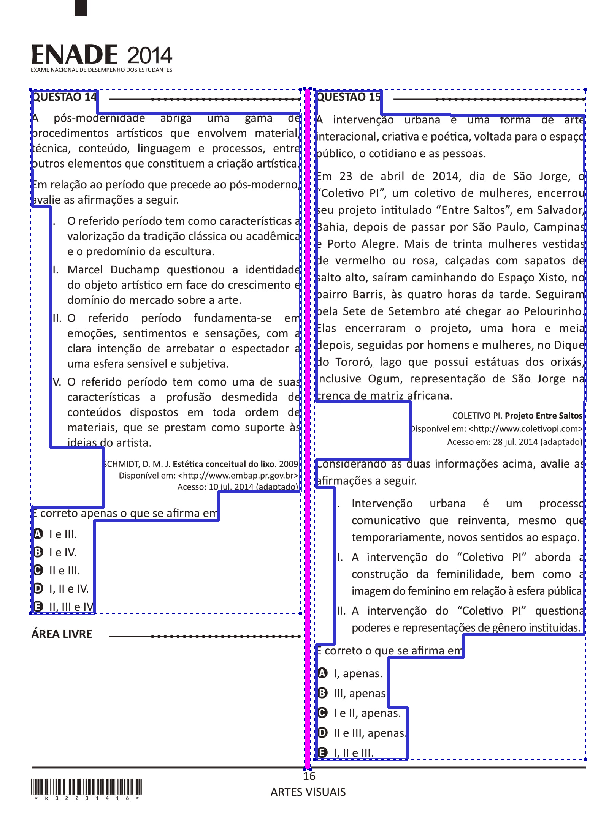 ENADE 2014
EXAME NACIONAL DE DESEMPENHO DOS ESTUDANTES
QUESTÃO 14
A pós-modernidade abriga uma gama de
procedimentos artísticos que envolvem material,
técnica, conteúdo, linguagem e processos, entre
outros elementos que constituem a criação artística.
Em relação ao período que precede ao pós-moderno,
avalie as afirmações a seguir.
I. O referido período tem como características a
valorização da tradição clássica ou acadêmica
e o predomínio da escultura.
II. Marcel Duchamp questionou a identidade
do objeto artístico em face do crescimento e
domínio do mercado sobre a arte.
III. O referido período fundamenta-se em
emoções, sentimentos e sensações, com a
clara intenção de arrebatar o espectador a
uma esfera sensível e subjetiva.
IV. O referido período tem como uma de suas
características a profusão desmedida de
conteúdos dispostos em toda ordem de
materiais, que se prestam como suporte às
ideias do artista.
SCHMIDT, D. M. J. Estética conceitual do lixo. 2009.
Disponível em: <http://www.embap.pr.gov.br>.
Acesso: 10 jul. 2014 (adaptado).
É correto apenas o que se afirma em
A I e III.
B I e IV.
C II e III.
D I, II e IV.
E II, III e IV.
ÁREA LIVRE
QUESTÃO 15
A intervenção urbana é uma forma de arte
interacional, criativa e poética, voltada para o espaço
público, o cotidiano e as pessoas.
Em 23 de abril de 2014, dia de São Jorge, o
"Coletivo PI", um coletivo de mulheres, encerrou
seu projeto intitulado "Entre Saltos", em Salvador,
Bahia, depois de passar por São Paulo, Campinas
e Porto Alegre. Mais de trinta mulheres vestidas
de vermelho ou rosa, calçadas com sapatos de
salto alto, saíram caminhando do Espaço Xisto, no
bairro Barris, às quatro horas da tarde. Seguiram
pela Sete de Setembro até chegar ao Pelourinho.
Elas encerraram o projeto, uma hora e meia
depois, seguidas por homens e mulheres, no Dique
do Tororó, lago que possui estátuas dos orixás,
inclusive Ogum, representação de São Jorge na
crença de matriz africana.
COLETIVO PI. Projeto Entre Saltos.
Disponível em: <http://www.coletivopi.com>.
Acesso em: 28 jul. 2014 (adaptado).
Considerando as duas informações acima, avalie as
afirmações a seguir.
I. Intervenção urbana é um processo
comunicativo que reinventa, mesmo que
temporariamente, novos sentidos ao espaço.
II. A intervenção do "Coletivo PI" aborda a
construção da feminilidade, bem como a
imagem do feminino em relação à esfera pública.
III. A intervenção do "Coletivo PI" questiona
poderes e representações de gênero instituídas.
É correto o que se afirma em
A I, apenas.
B III, apenas.
C I e II, apenas.
D II e III, apenas.
E I, II e III.
16
ARTES VISUAIS